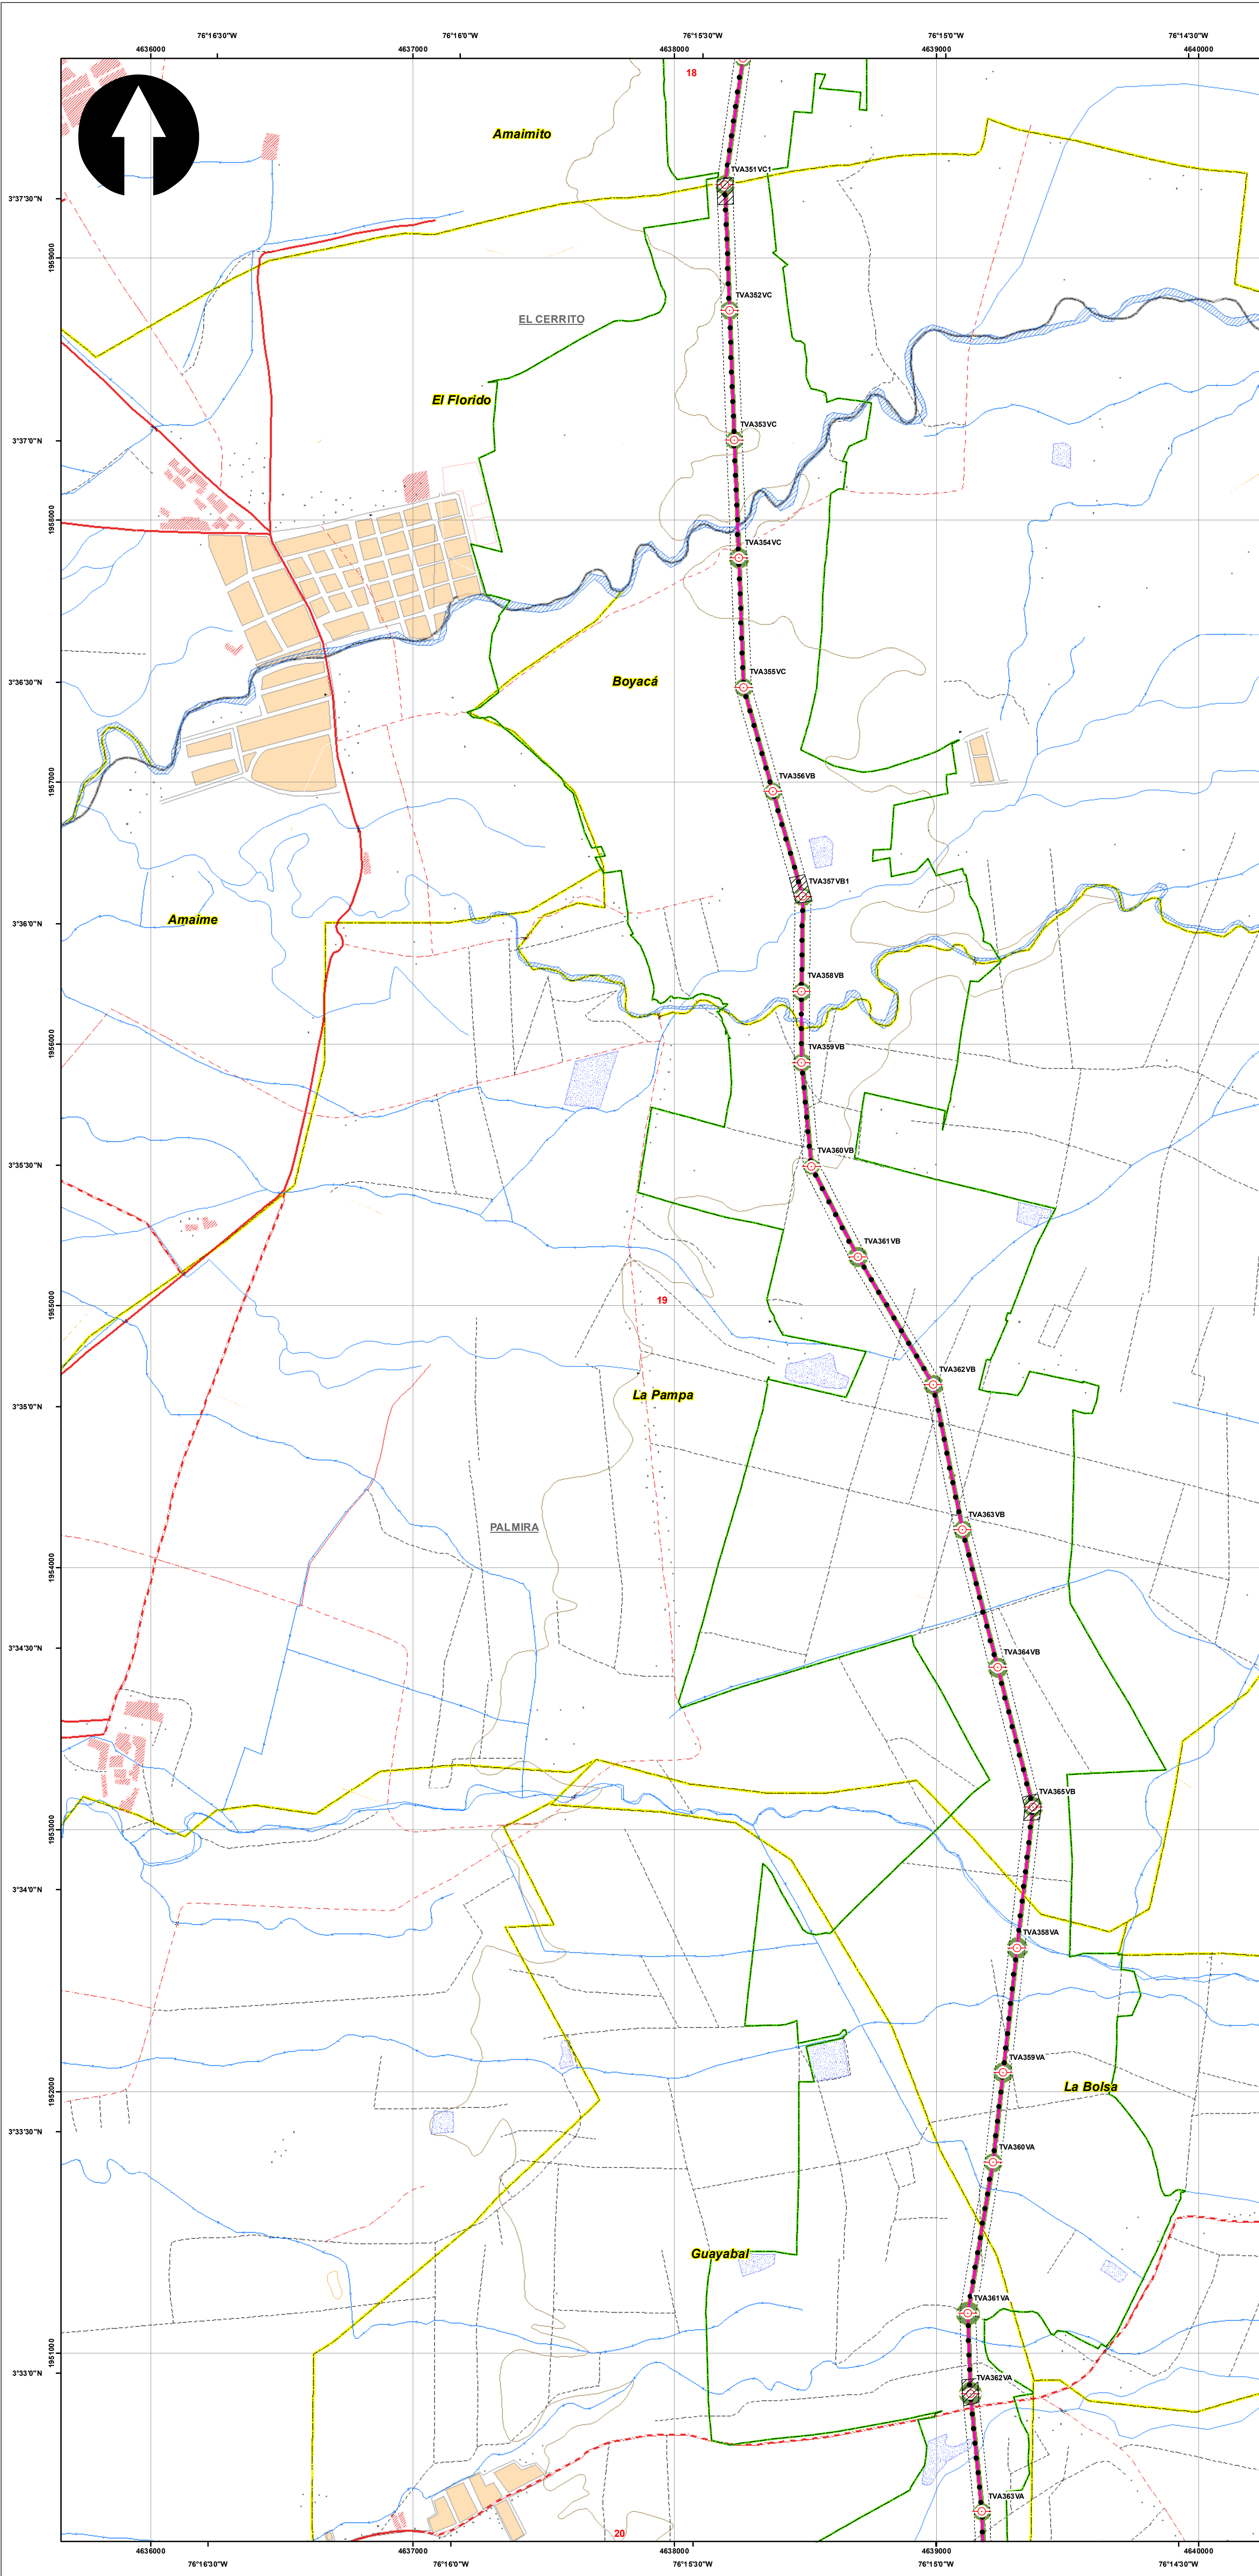 76°16'30"W 76°16'0"W 76°15'30"W 76°15'0"W 76°14'30"W
4636000 4637000 4638000 4639000 4640000
18
Amaimito
TVA351VC1
3°37'30"N
1959000
TVA352VC
EL CERRITO
El Florido
3°37'0"N
TVA353VC
1958000
TVA354VC
Boyacá
3°36'30"N
TVA355VC
1957000
TVA356VB
TVA357VB1
Amaime
3°36'0"N
TVA358VB
1956000
TVA359VB
TVA360VB
3°35'30"N
TVA361VB
19
1955000
TVA362VB
La Pampa
3°35'0"N
PALMIRA
TVA363VB
1954000
3°34'30"N
TVA364VB
TVA365VB
1953000
3°34'0"N
TVA358VA
TVA359VA
La Bolsa
1952000
3°33'30"N
TVA360VA
Guayabal
TVA361VA
1951000
3°33'0"N
TVA362VA
TVA363VA
20
4636000 4637000 4638000 4639000 4640000
76°16'30"W 76°16'0"W 76°15'30"W 76°15'0"W 76°14'30"W